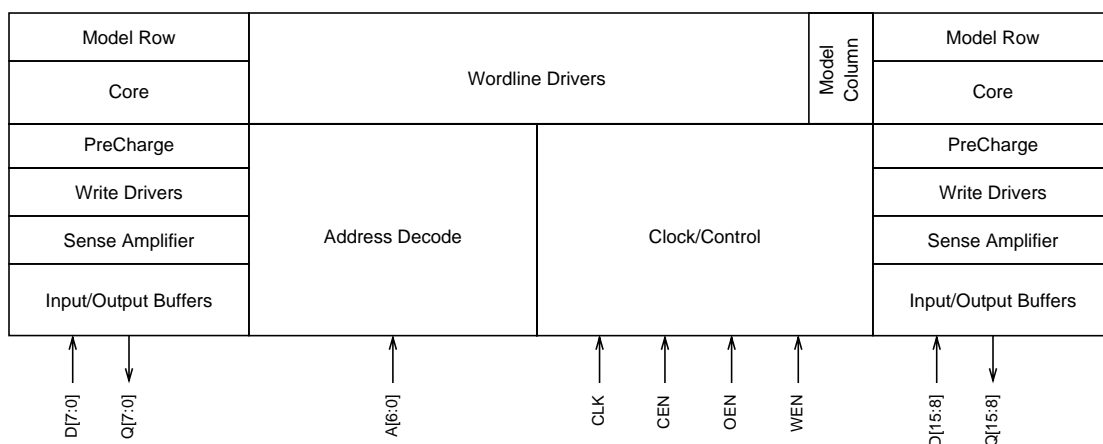 Model Row
Core
PreCharge
Write Drivers
Sense Amplifier
Input/Output Buffers
Wordline Drivers
Model
Column
Address Decode
Clock/Control
Model Row
Core
PreCharge
Write Drivers
Sense Amplifier
Input/Output Buffers
D[7:0]
Q[7:0]
A[6:0]
CLK
CEN
OEN
WEN
D[15:8]
Q[15:8]